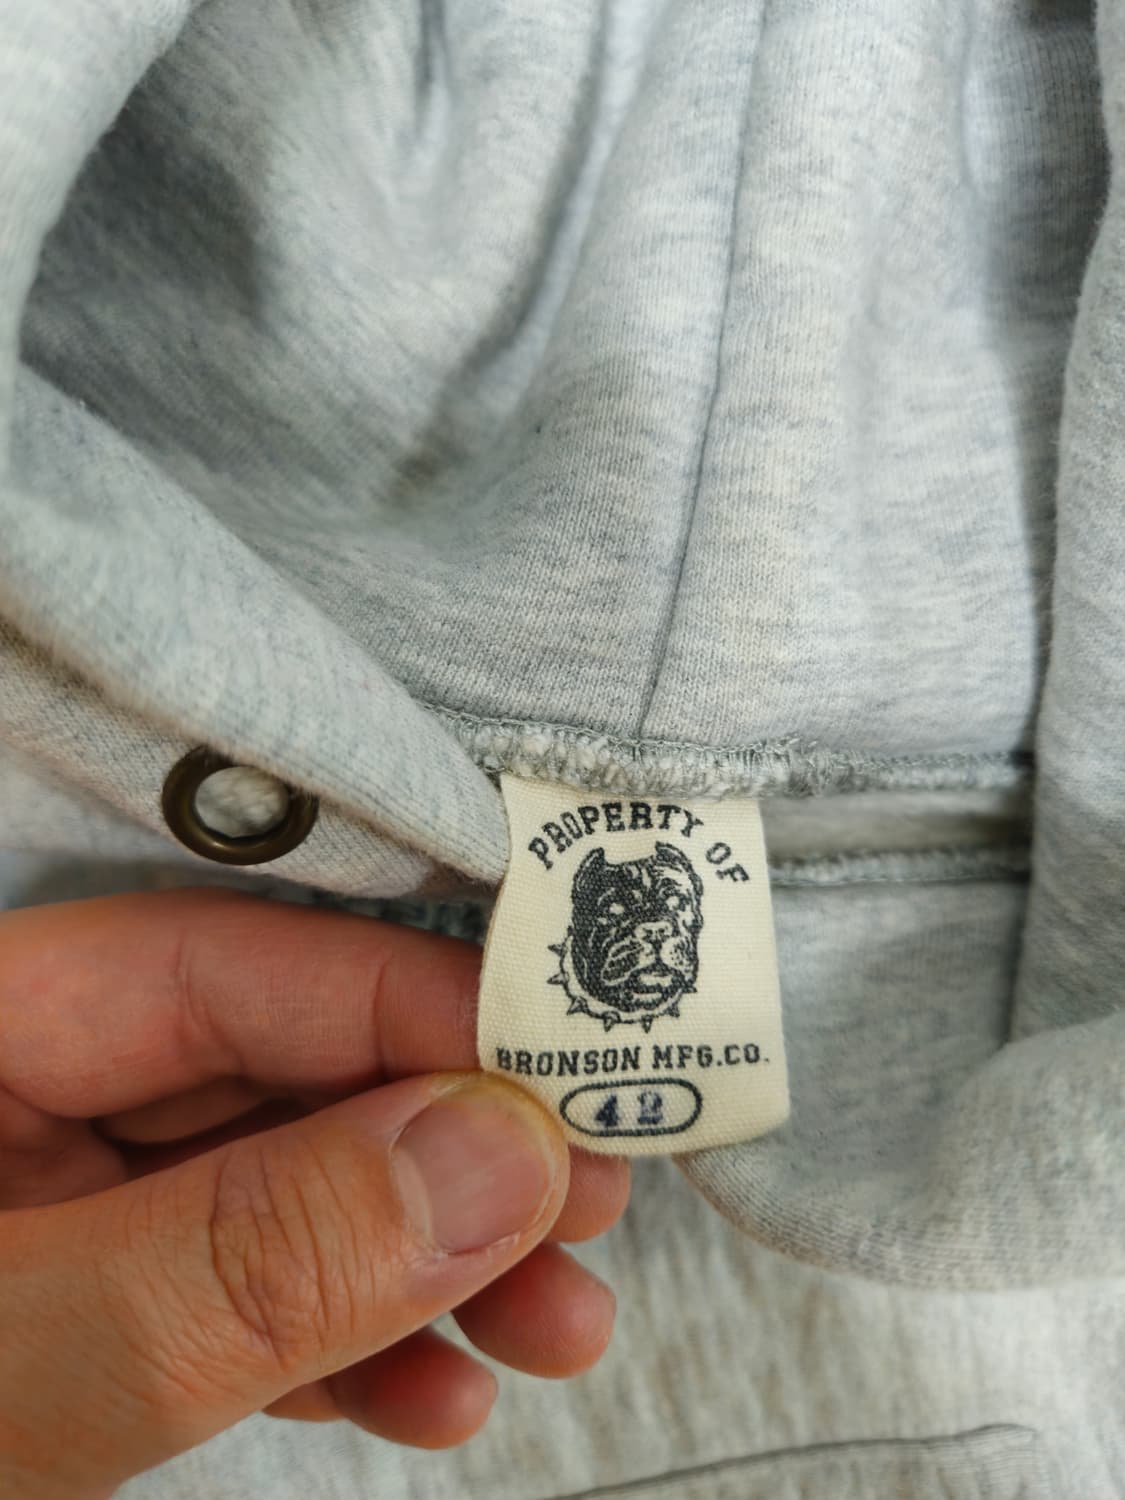 PROPERTY OF
BRONSON MFG.CO.
42